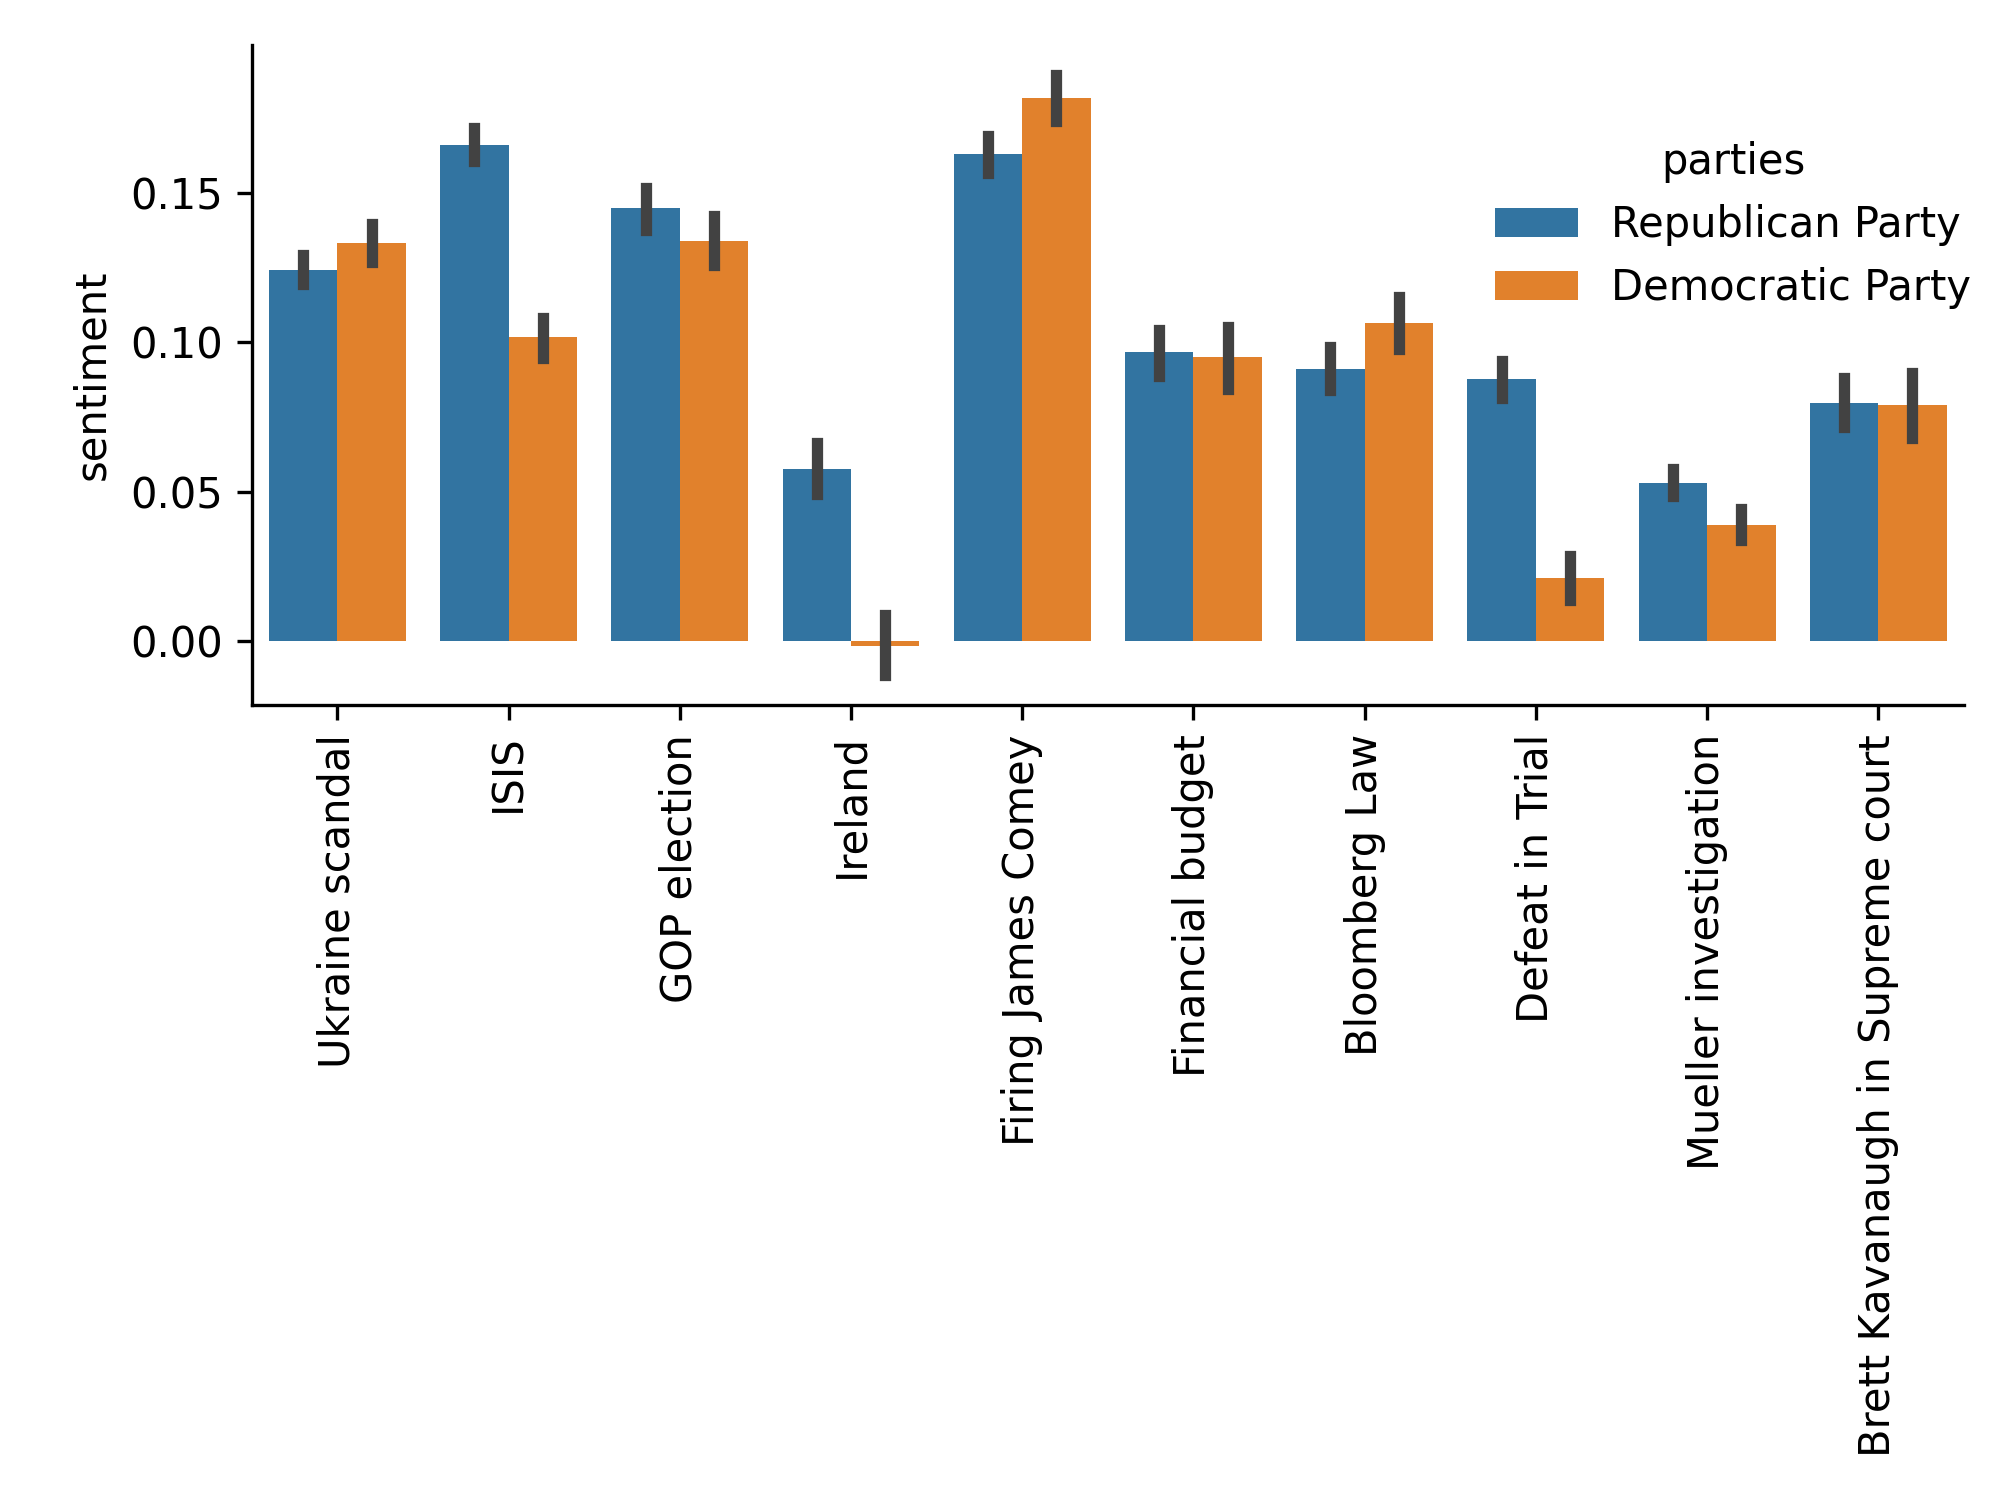 sentiment
0.15
0.10
0.05
0.00
parties
Republican Party
Democratic Party
Ukraine scandal
ISIS
GOP election
Ireland
Firing James Comey
Financial budget
Bloomberg Law
Defeat in Trial
Mueller investigation
Brett Kavanaugh in Supreme court